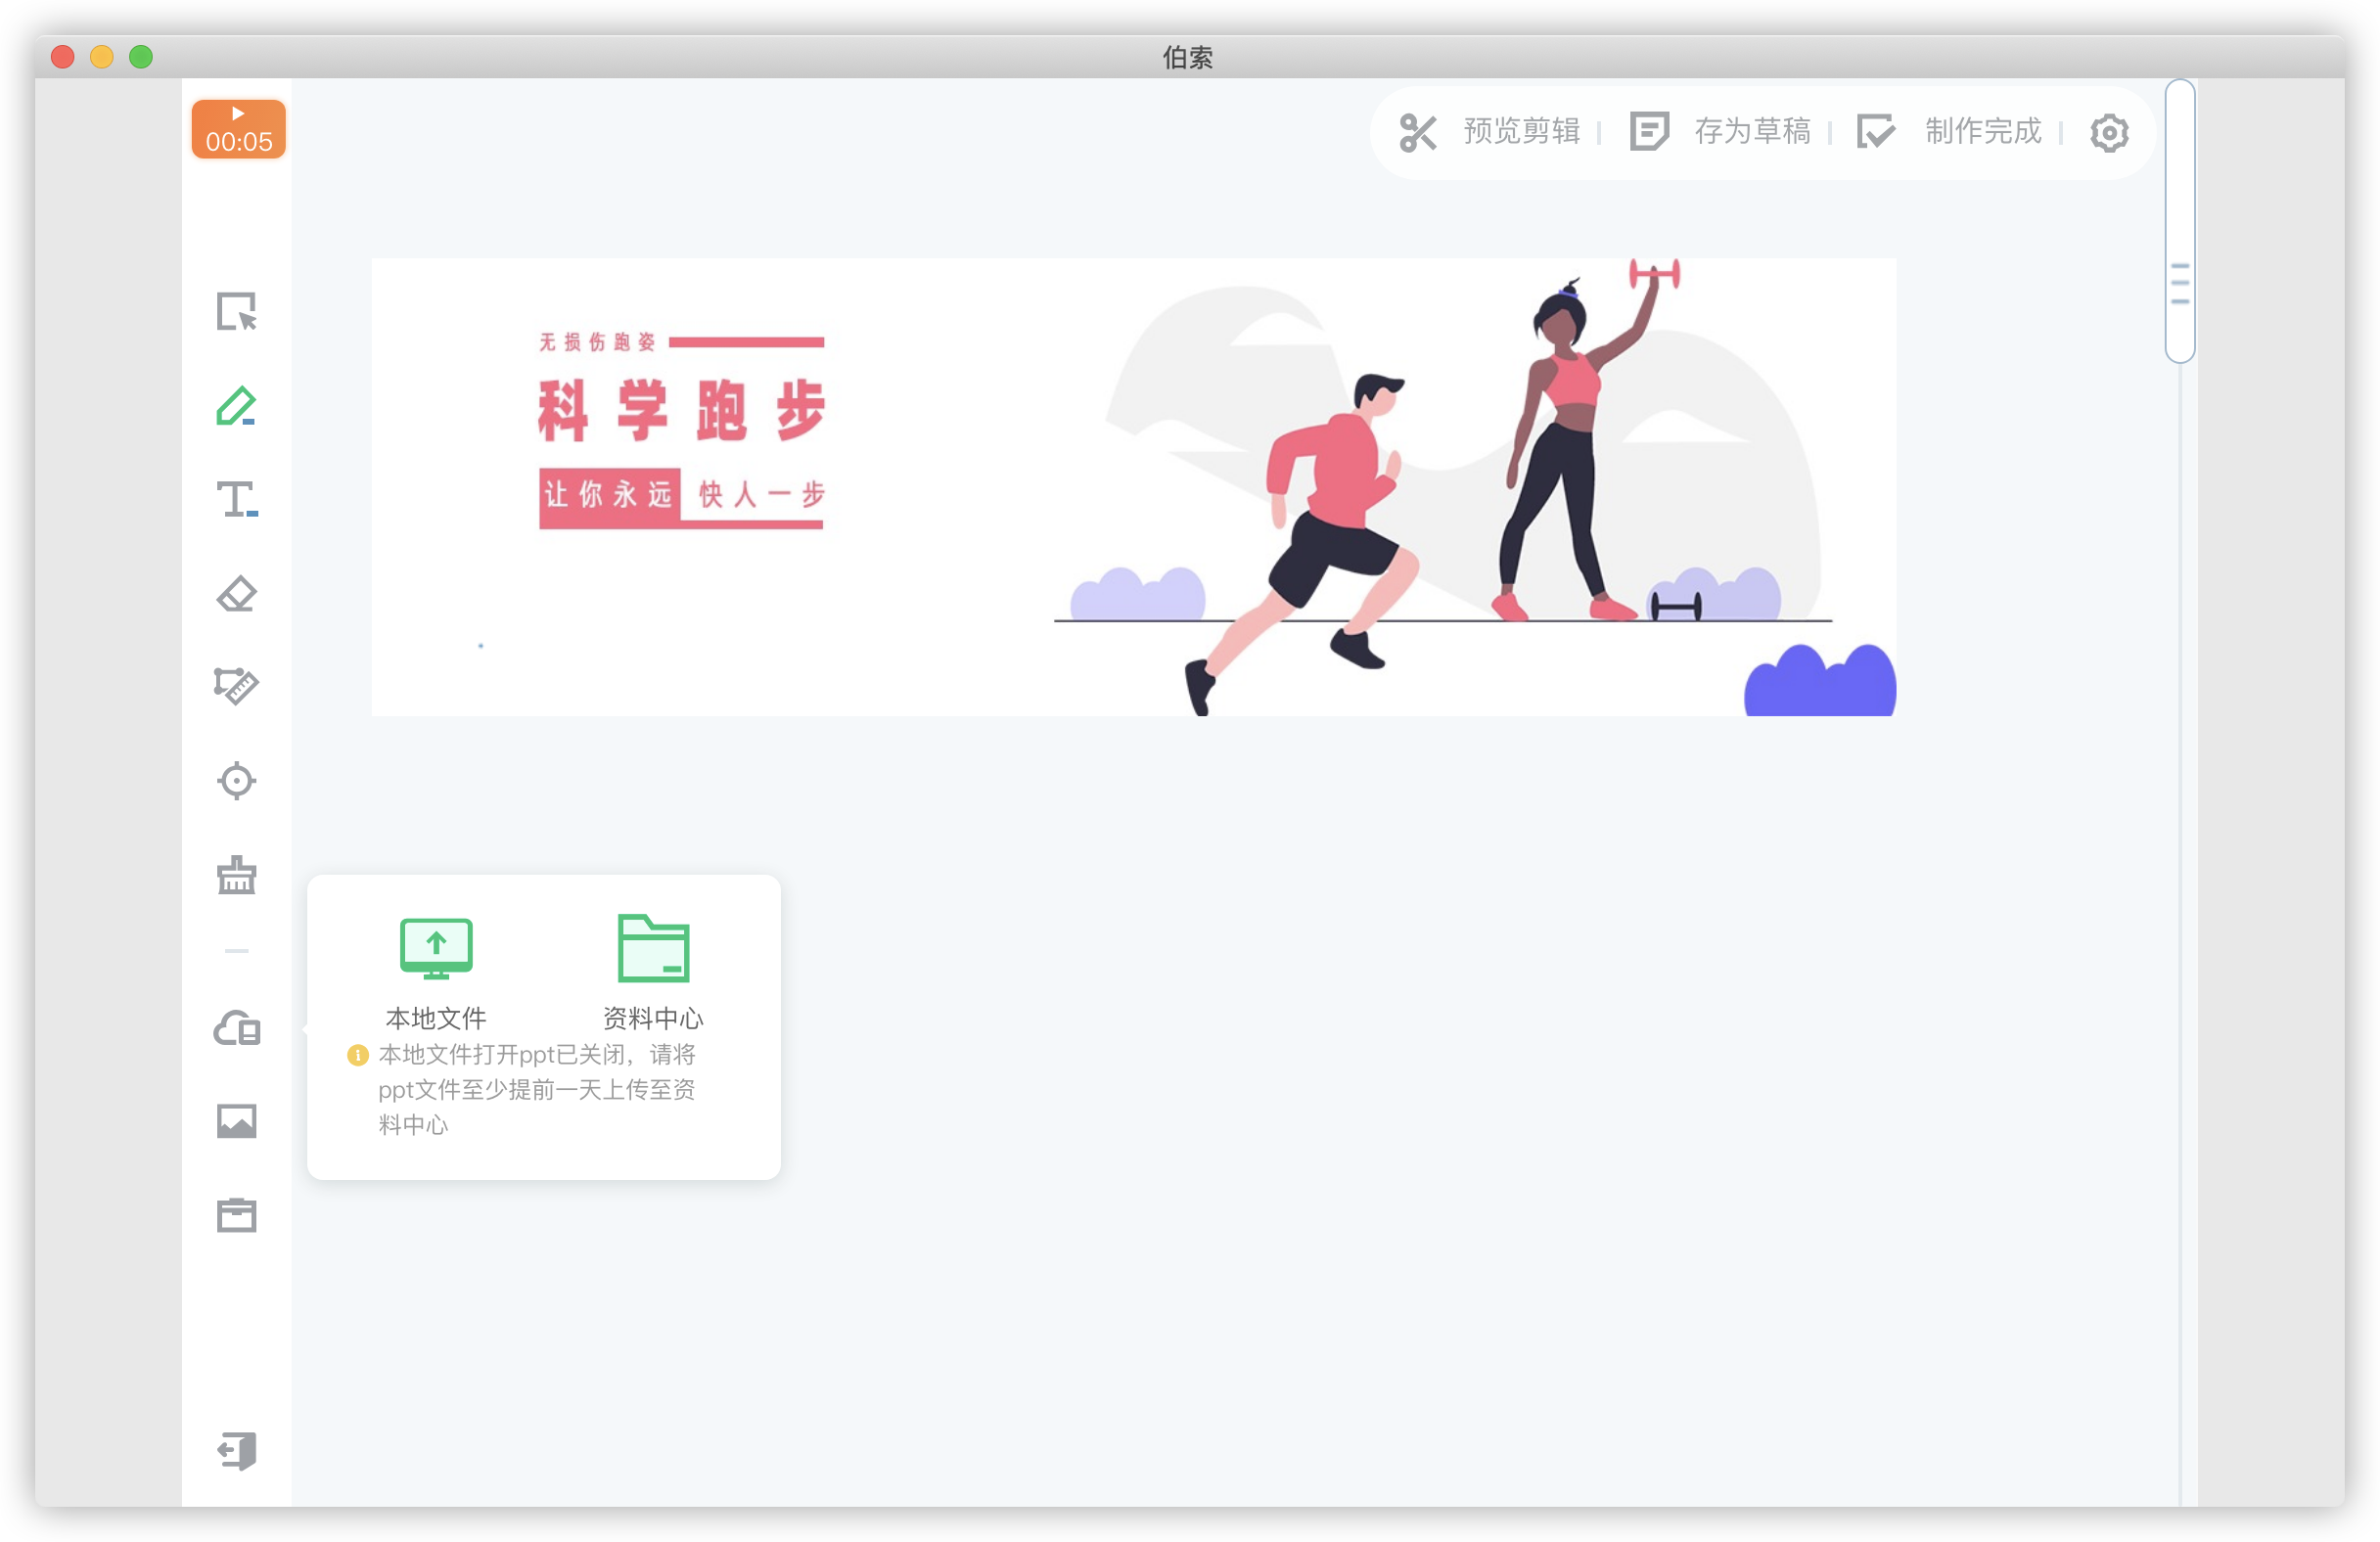 伯索
00:05
预览剪辑
存为草稿
制作完成
无损伤跑姿
科学跑步
让你永远 快人一步
本地文件
资料中心
本地文件打开ppt已关闭，请将
ppt文件至少提前一天上传至资
料中心